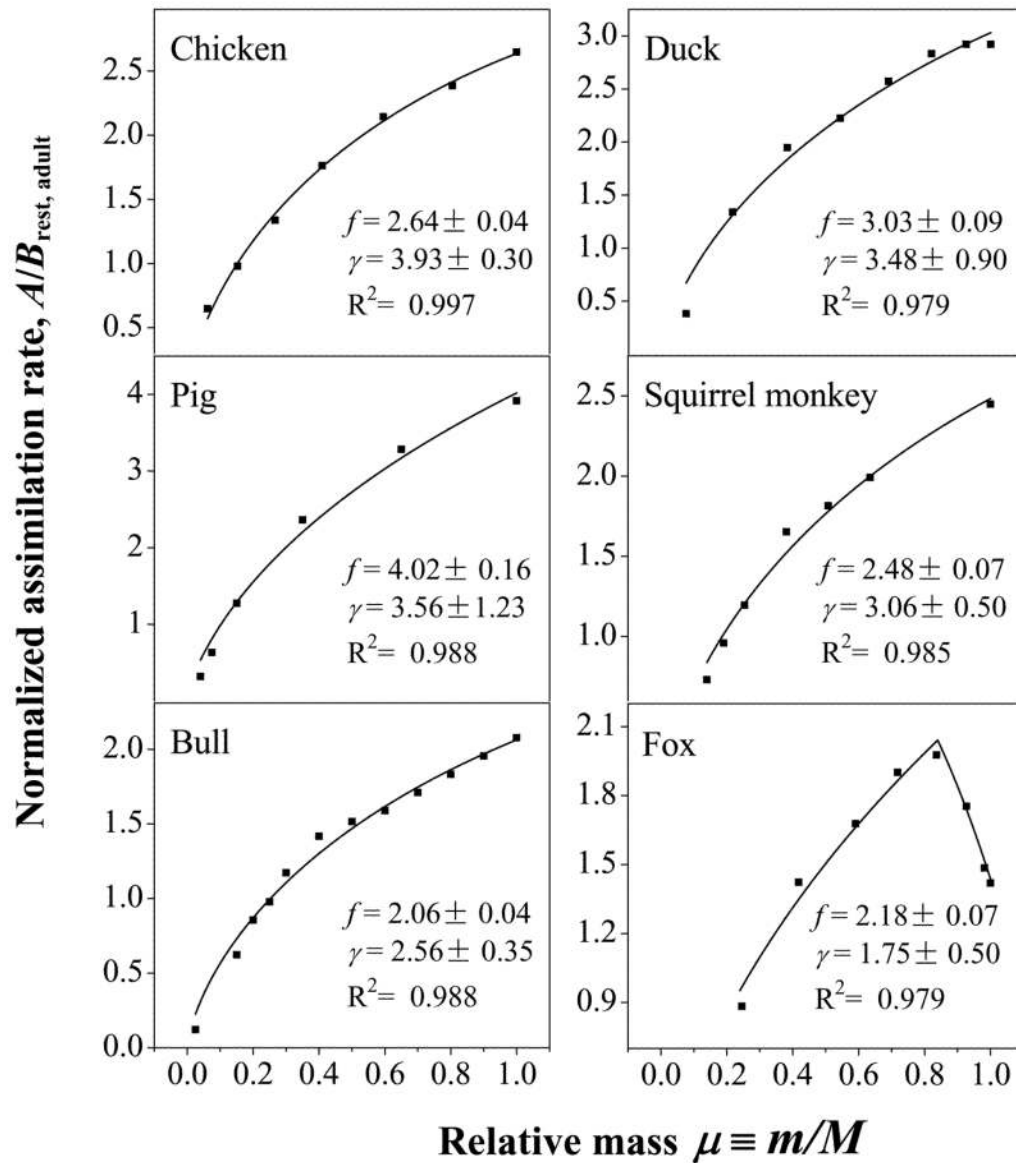 Normalized assimilation rate, A/B rest, adult
Chicken
2.5
2.0
1.5
1.0
0.5
f = 2.64 ± 0.04
γ = 3.93 ± 0.30
R² = 0.997
Duck
3.0
2.5
2.0
1.5
1.0
0.5
f = 3.03 ± 0.09
γ = 3.48 ± 0.90
R² = 0.979
Pig
4
3
2
1
f = 4.02 ± 0.16
γ = 3.56 ± 1.23
R² = 0.988
Squirrel monkey
2.5
2.0
1.5
1.0
f = 2.48 ± 0.07
γ = 3.06 ± 0.50
R² = 0.985
Bull
2.0
1.5
1.0
0.5
0.0
f = 2.06 ± 0.04
γ = 2.56 ± 0.35
R² = 0.988
0.0 0.2 0.4 0.6 0.8 1.0
Fox
2.1
1.8
1.5
1.2
0.9
f = 2.18 ± 0.07
γ = 1.75 ± 0.50
R² = 0.979
0.0 0.2 0.4 0.6 0.8 1.0
Relative mass μ ≡ m/M